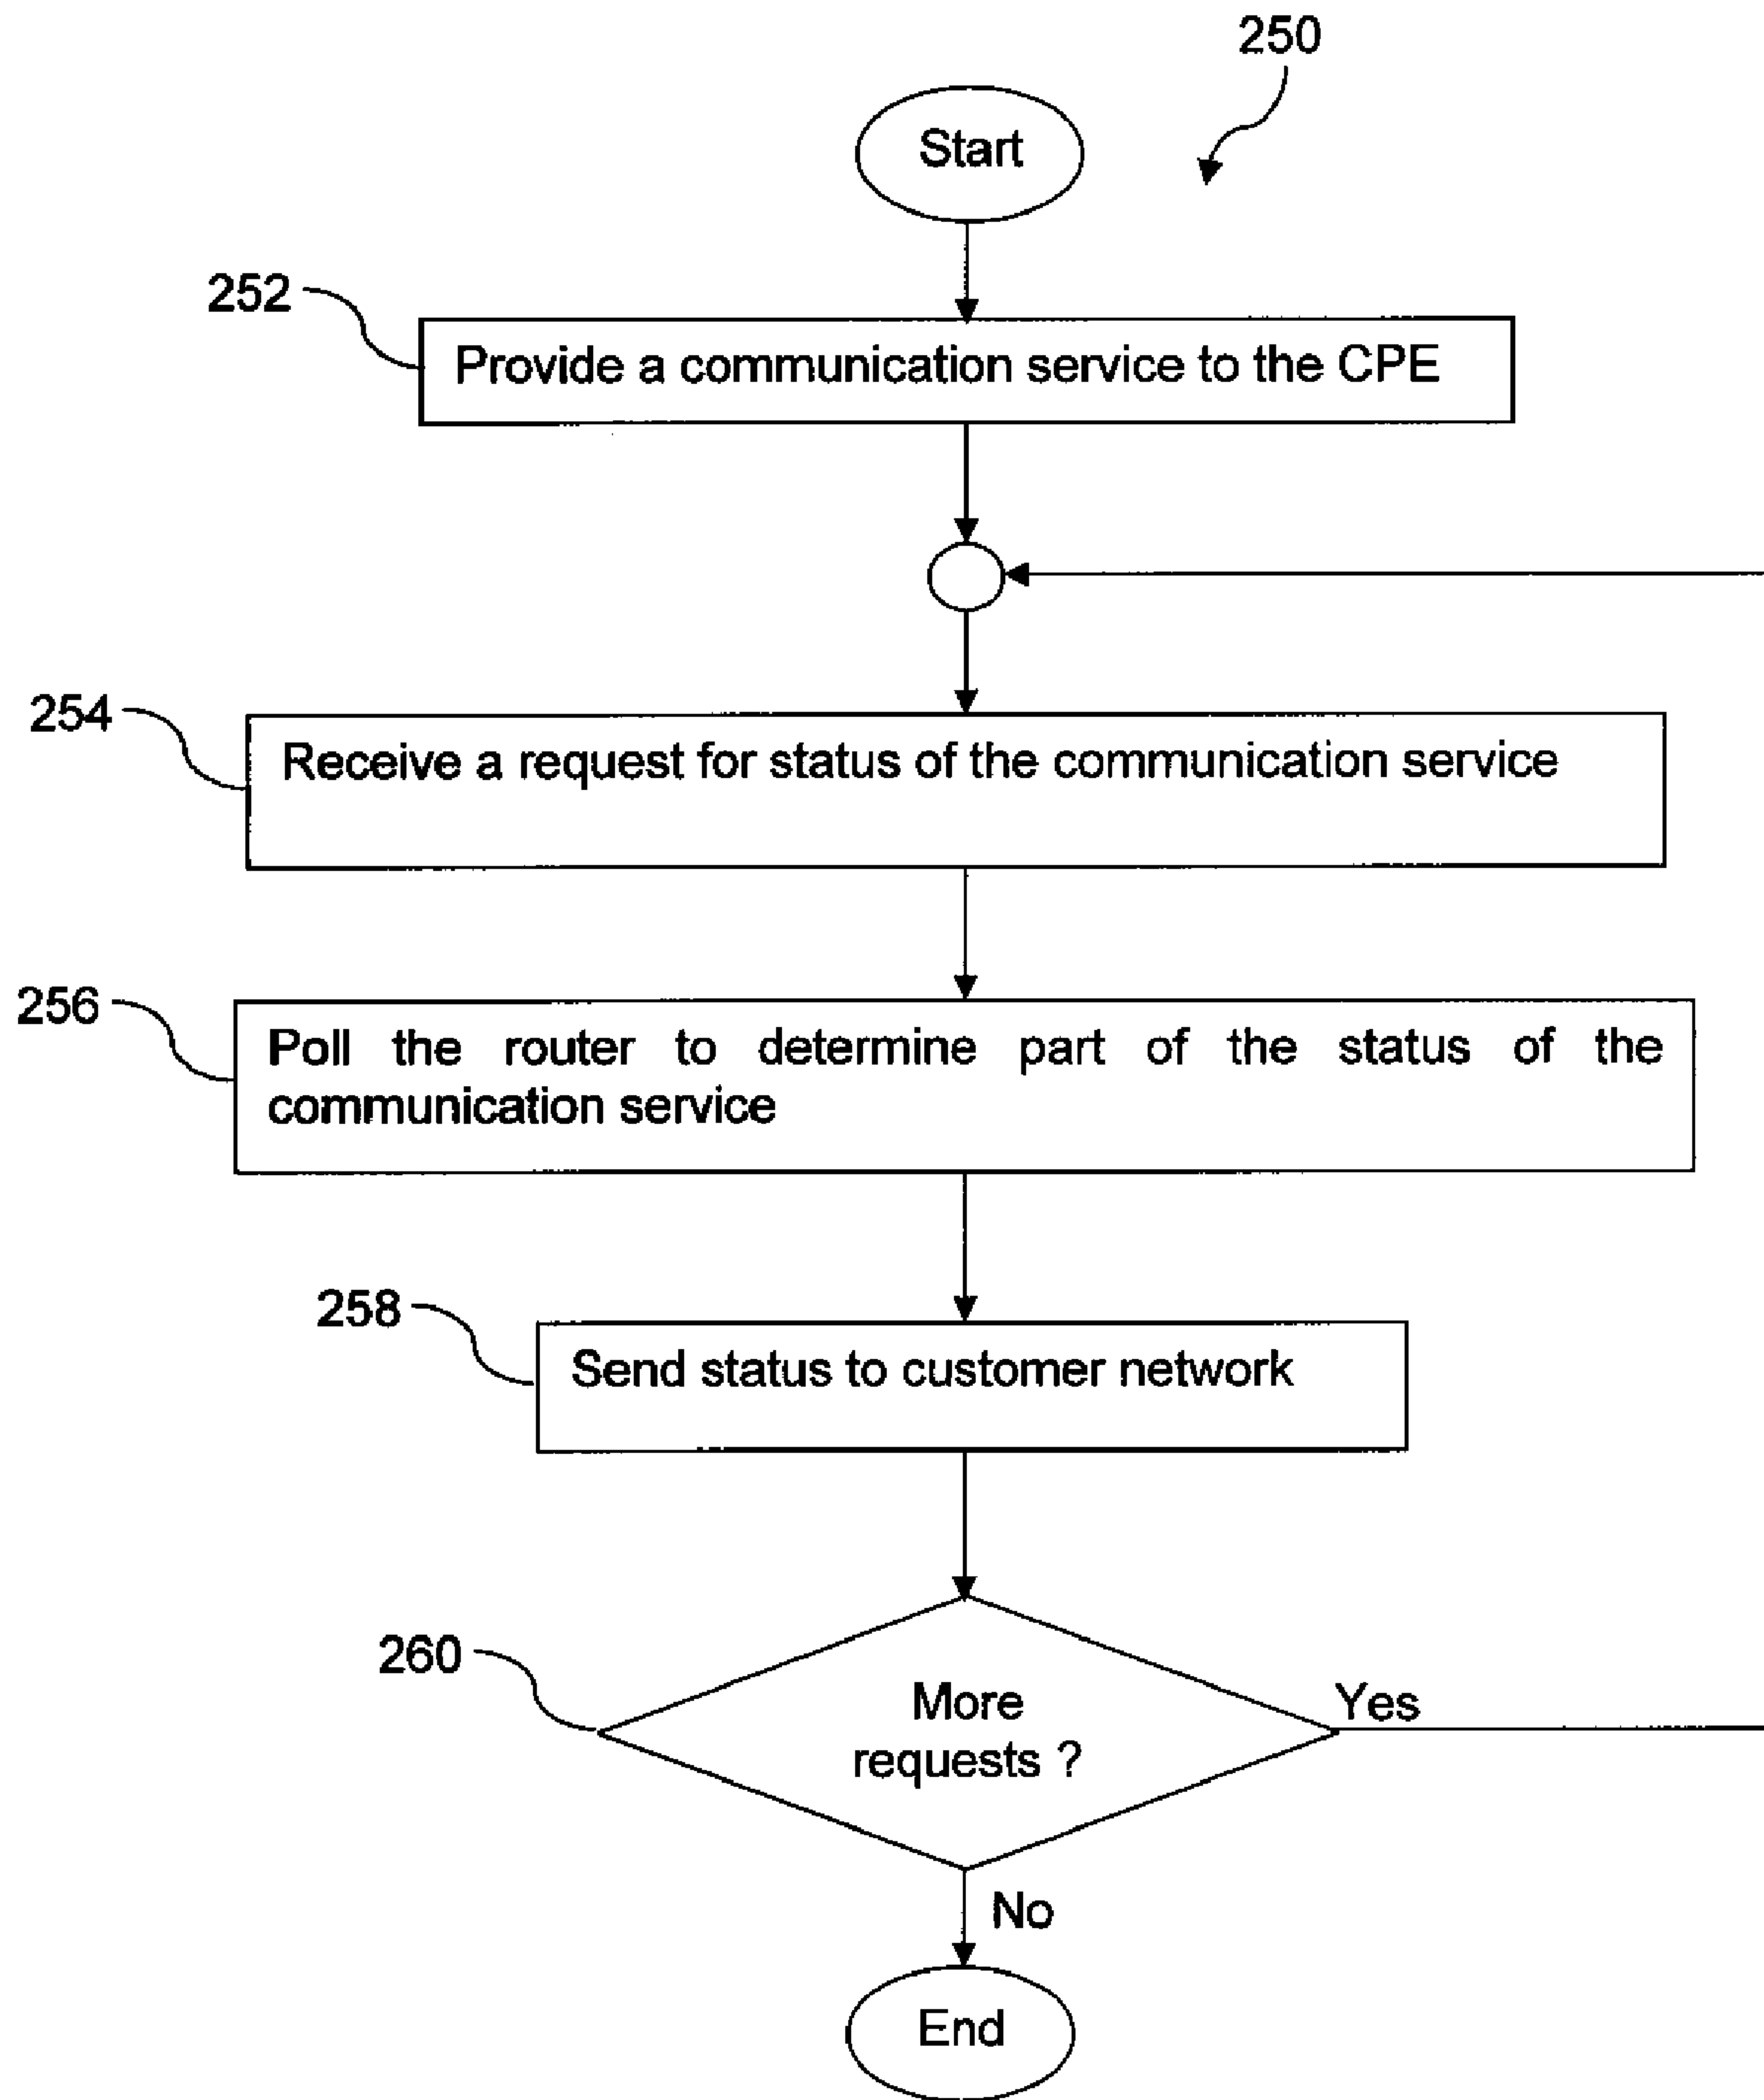 250
Start
252
Provide a communication service to the CPE
254
Receive a request for status of the communication service
256
Poll the router to determine part of the status of the
communication service
258
Send status to customer network
260
More
requests ?
Yes
No
End